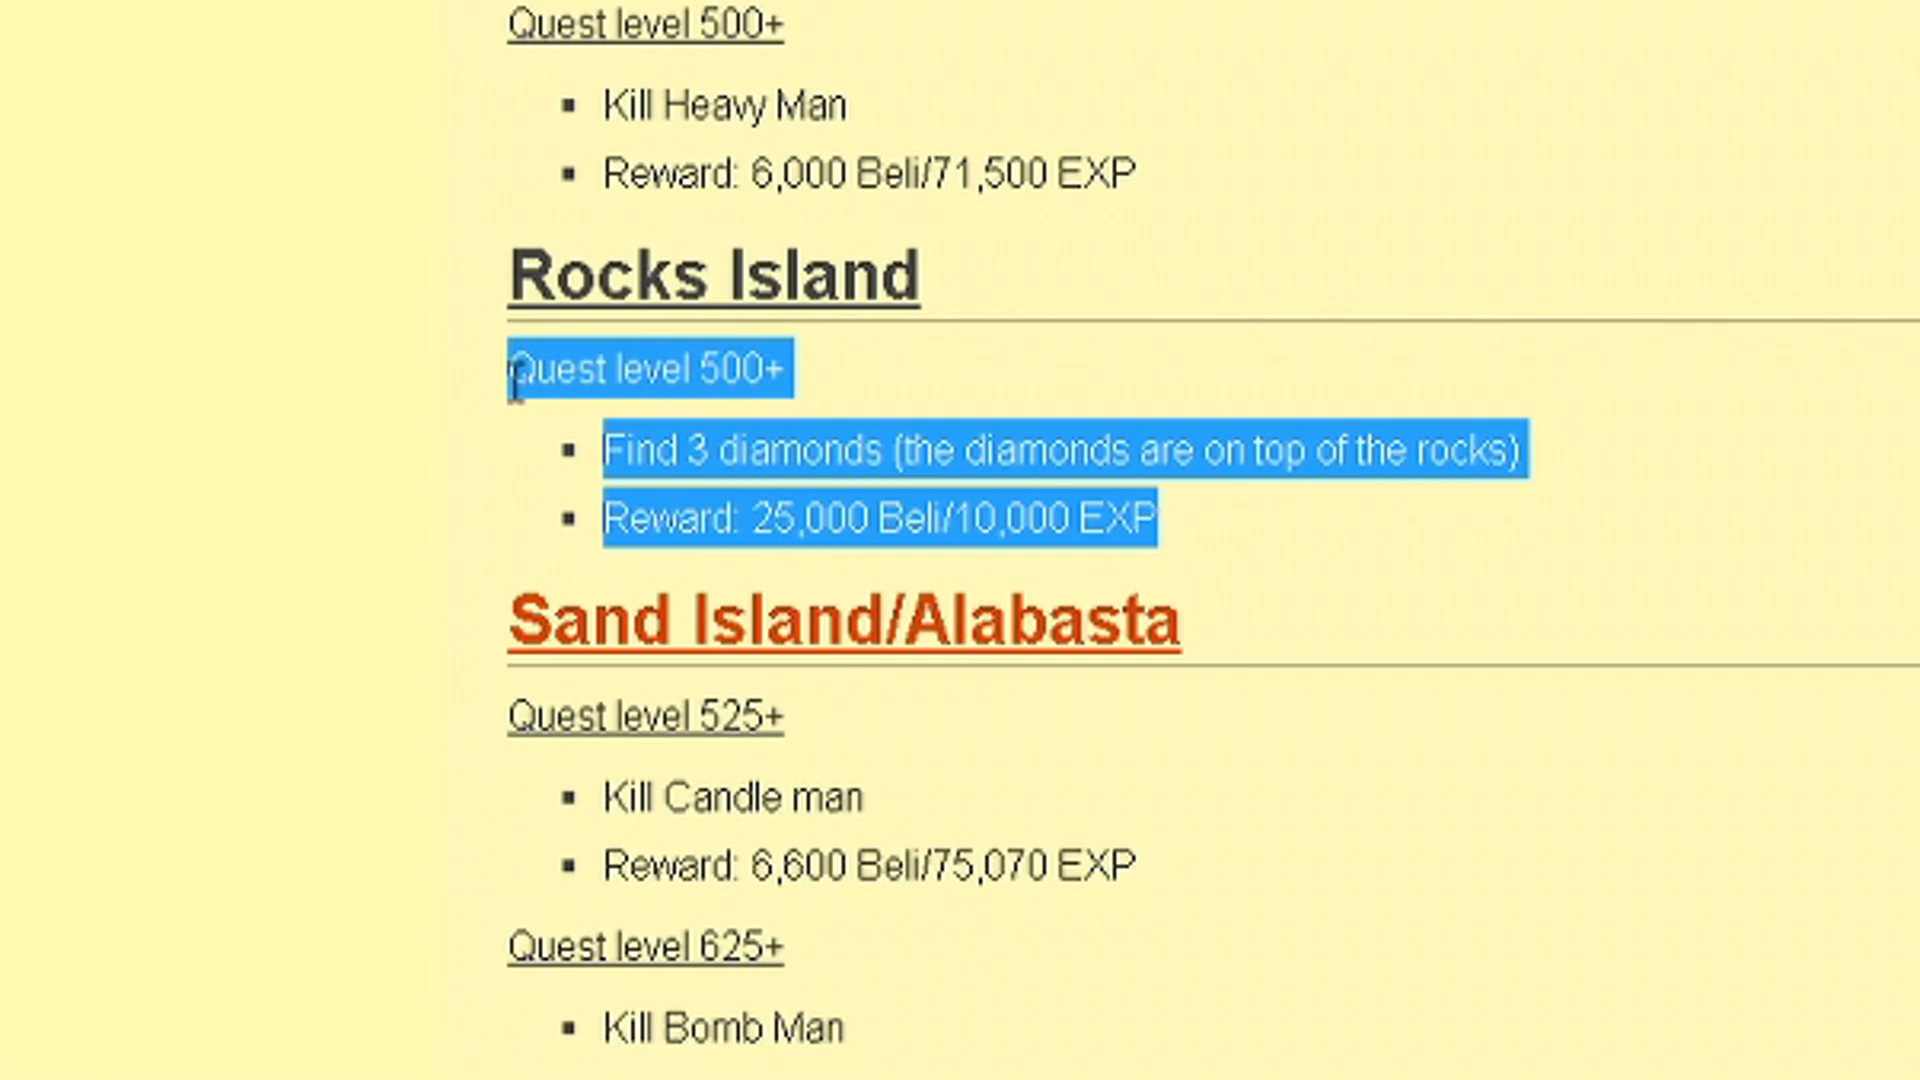 Quest level 500+
Kill Heavy Man
Reward: 6,000 Beli/71,500 EXP
Rocks Island
Quest level 500+
Find 3 diamonds (the diamonds are on top of the rocks)
Reward: 25,000 Beli/10,000 EXP
Sand Island/Alabasta
Quest level 525+
Kill Candle man
Reward: 6,600 Beli/75,070 EXP
Quest level 625+
Kill Bomb Man